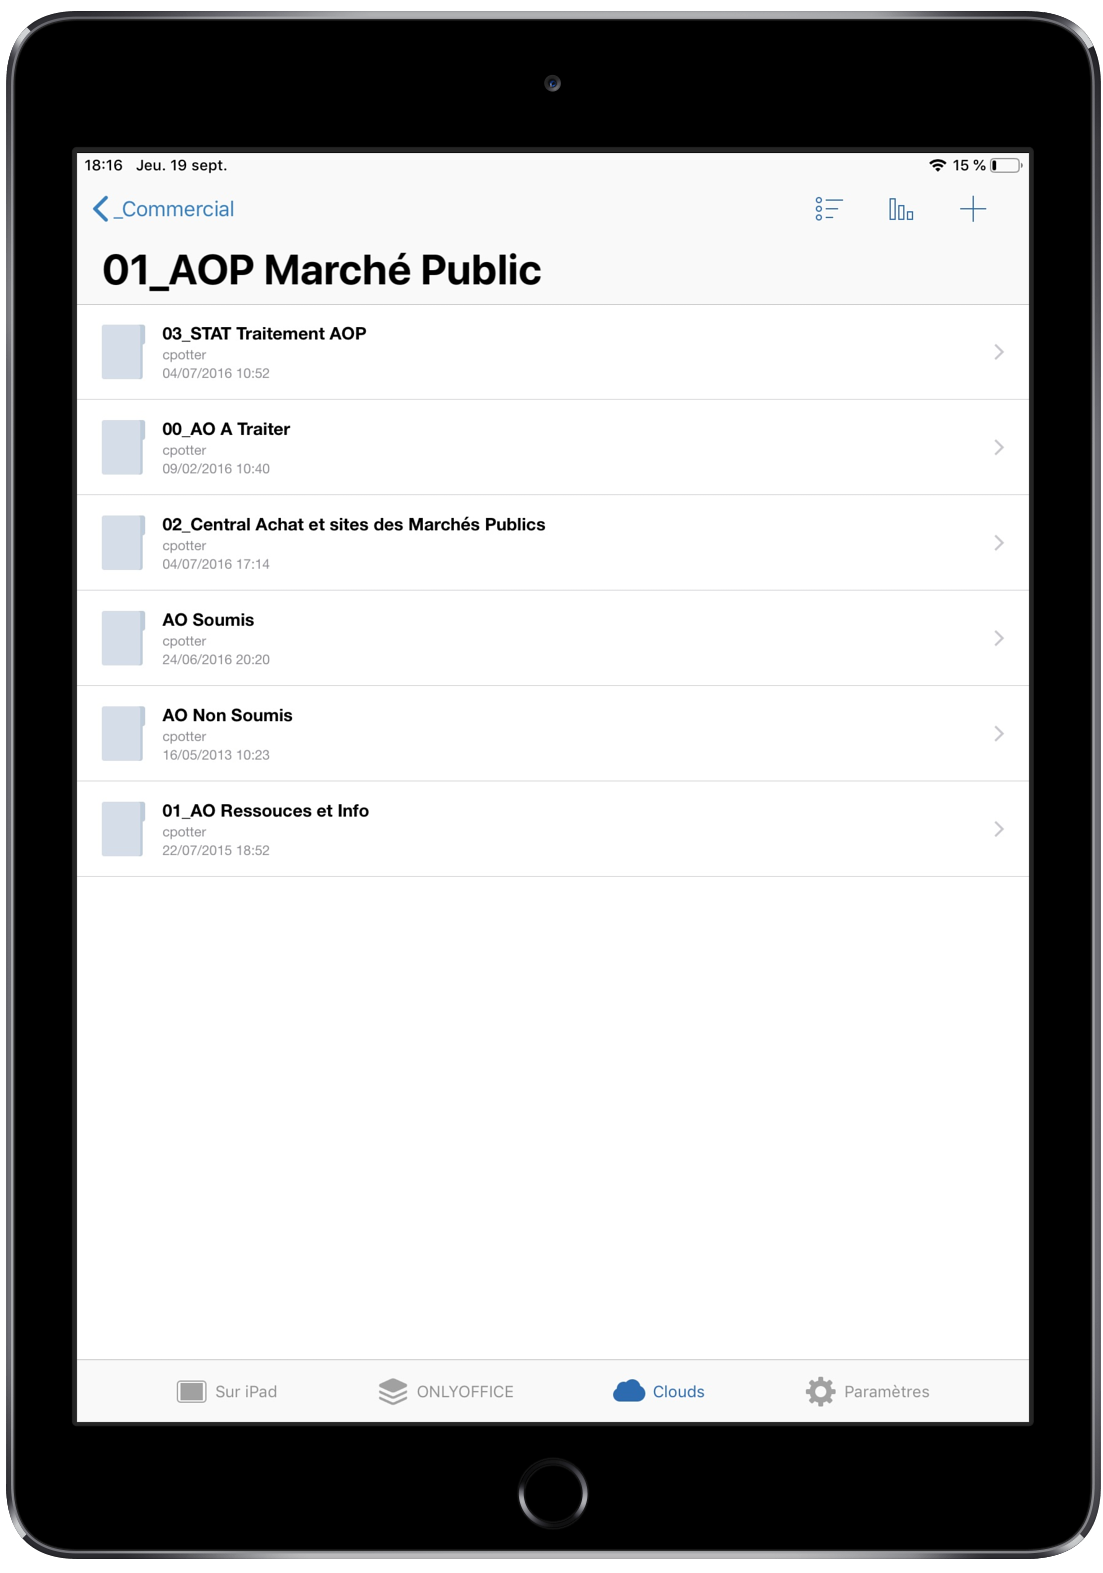 18:16 Jeu. 19 sept. 15 %
_Commercial
01_AOP Marché Public
03_STAT Traitement AOP
cpotter
04/07/2016 10:52
00_AO A Traiter
cpotter
09/02/2016 10:40
02_Central Achat et sites des Marchés Publics
cpotter
04/07/2016 17:14
AO Soumis
cpotter
24/06/2016 20:20
AO Non Soumis
cpotter
16/05/2013 10:23
01_AO Ressouces et Info
cpotter
22/07/2015 18:52
Sur iPad ONLYOFFICE Clouds Paramètres